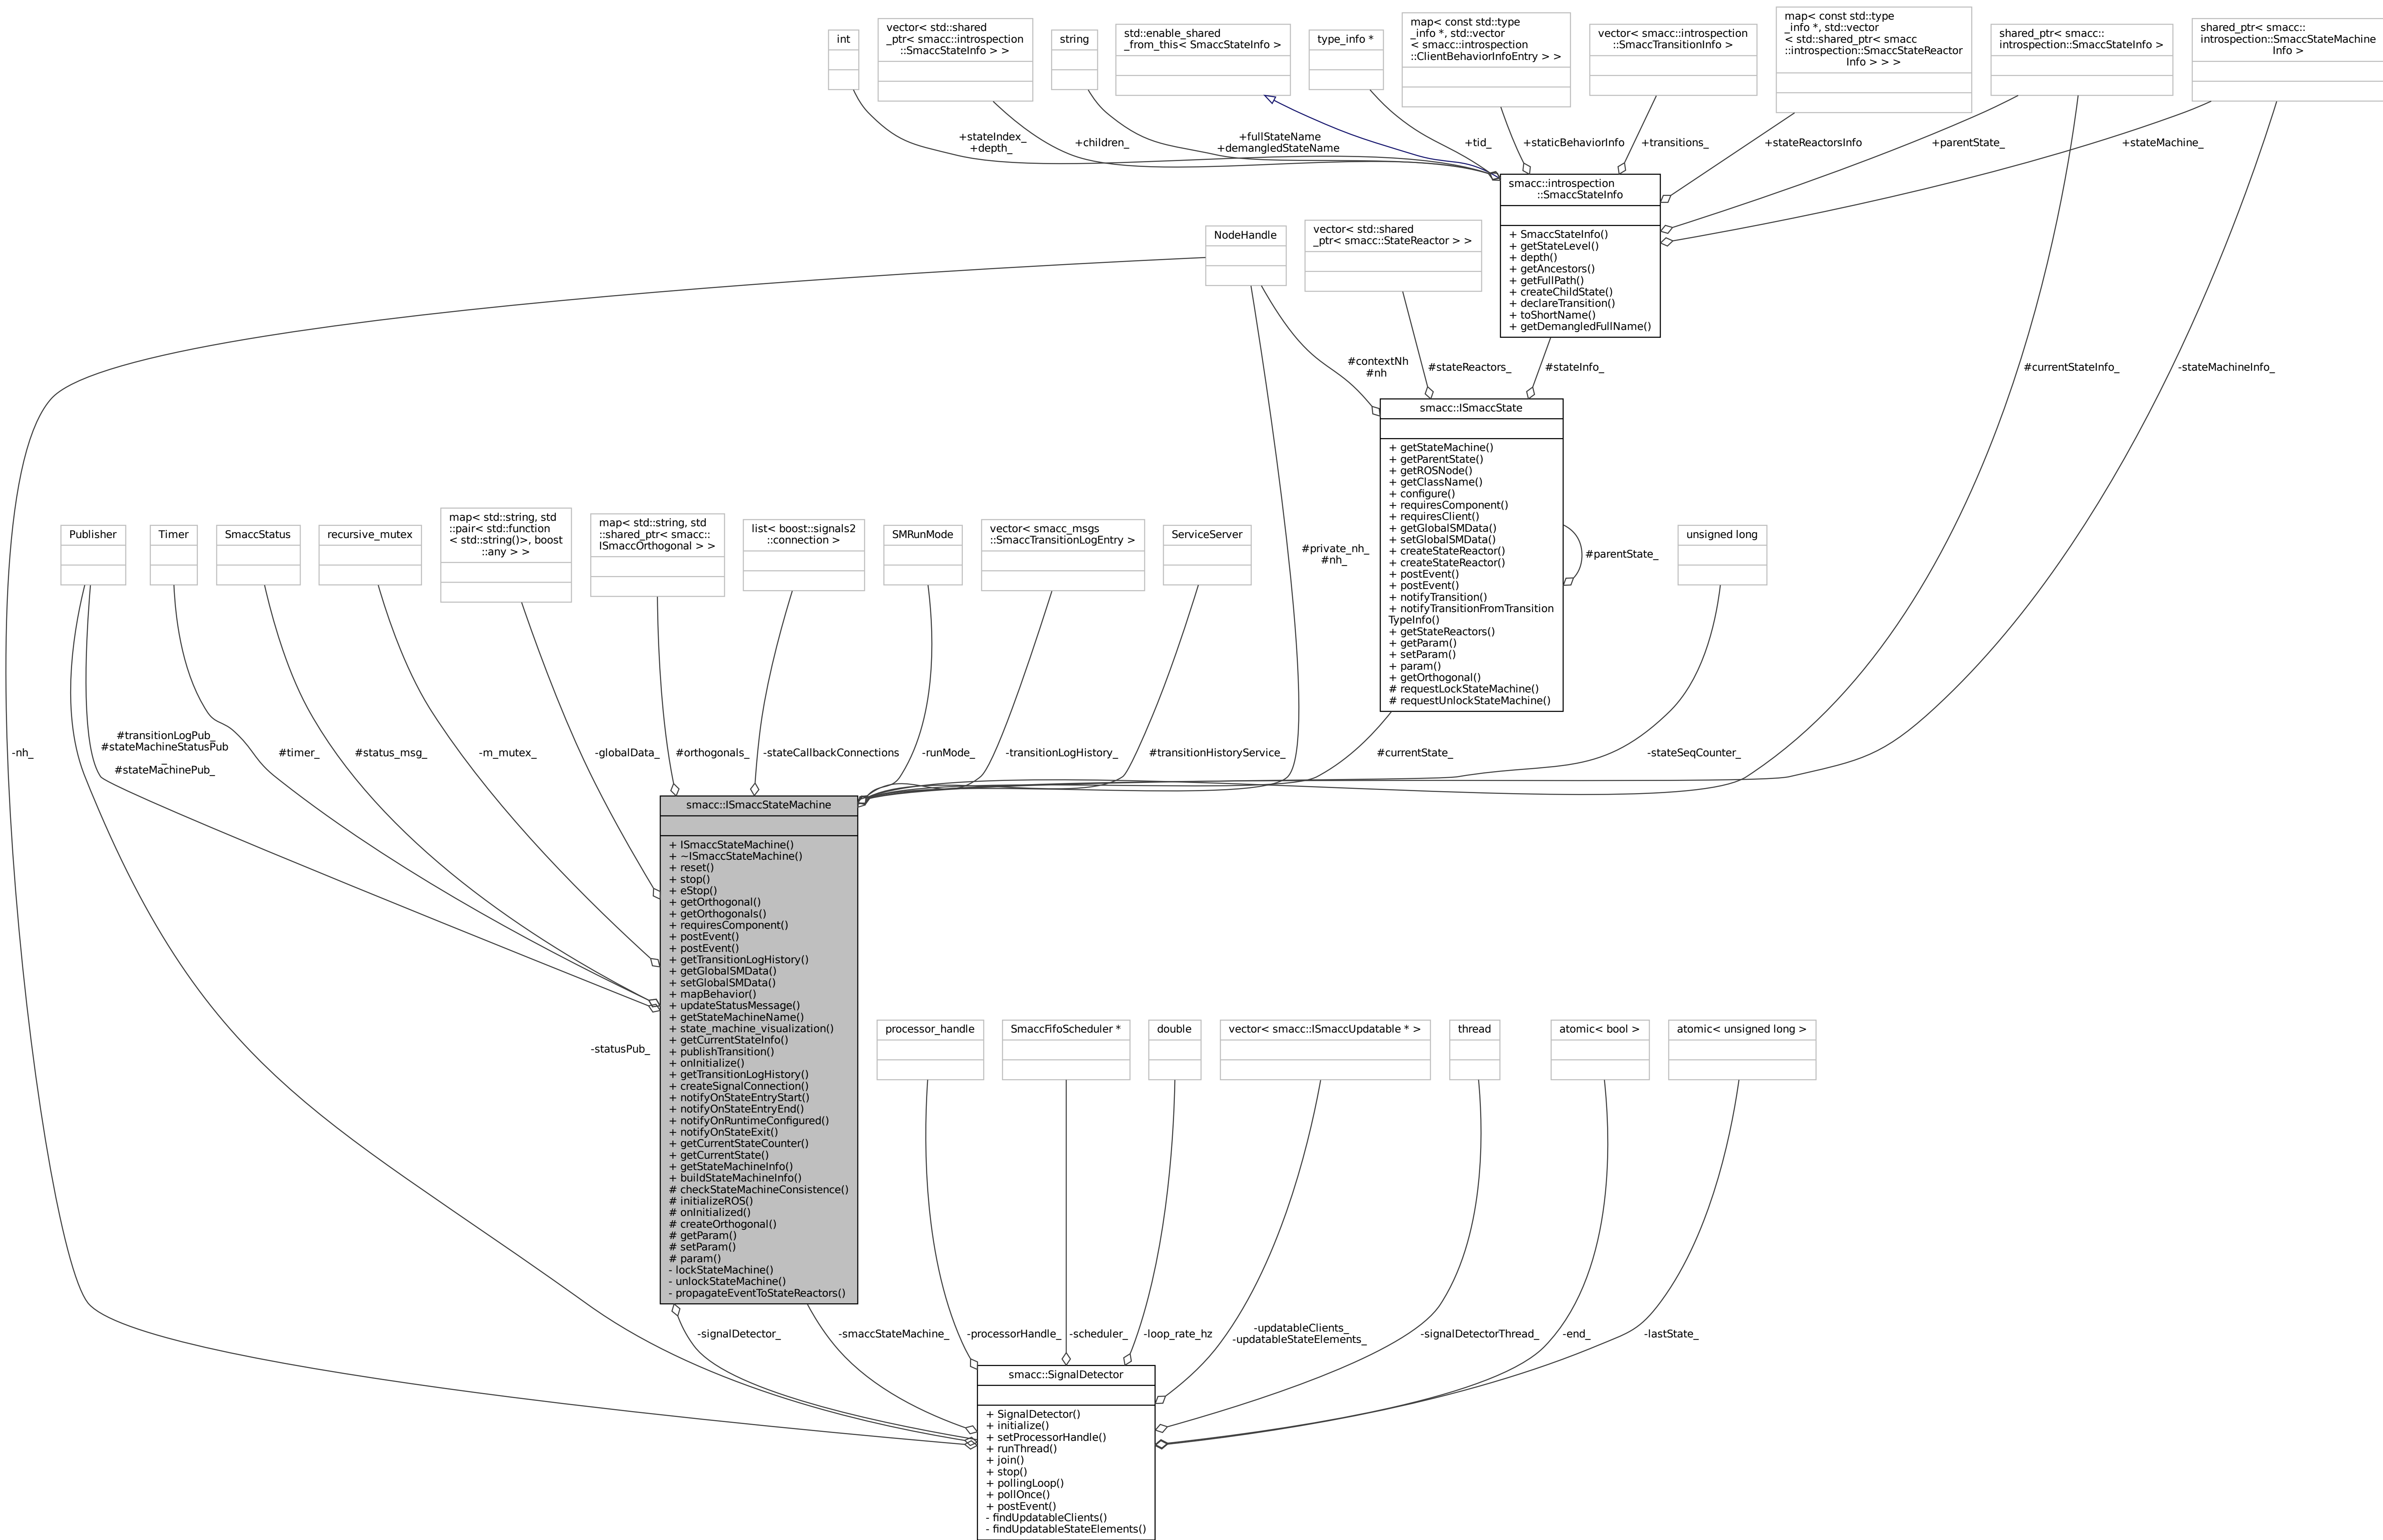 int
vector< std::shared
_ptr< smacc::introspection
::SmaccStateInfo > >
string
std::enable_shared
_from_this< SmaccStateInfo >
type_info *
map< const std::type
_info *, std::vector
< smacc::introspection
::ClientBehaviorInfoEntry > >
vector< smacc::introspection
::SmaccTransitionInfo >
map< const std::type
_info *, std::vector
< std::shared_ptr< smacc
::introspection::SmaccStateReactor
Info > > >
shared_ptr< smacc::
introspection::SmaccStateInfo >
shared_ptr< smacc::
introspection::SmaccStateMachine
Info >
+stateIndex_
+depth_
+children_
+fullStateName
+demangledStateName
+tid_
+staticBehaviorInfo
+transitions_
+stateReactorsInfo
+parentState_
+stateMachine_
smacc::introspection
::SmaccStateInfo
+ SmaccStateInfo()
+ getStateLevel()
+ depth()
+ getAncestors()
+ getFullPath()
+ createChildState()
+ declareTransition()
+ toShortName()
+ getDemangledFullName()
NodeHandle
vector< std::shared
_ptr< smacc::StateReactor > >
#contextNh
#nh
#stateReactors_
#stateInfo_
#currentStateInfo_
-stateMachineInfo_
smacc::ISmaccState
+ getStateMachine()
+ getParentState()
+ getROSNode()
+ getClassName()
+ configure()
+ requiresComponent()
+ requiresClient()
+ getGlobalSMData()
+ setGlobalSMData()
+ createStateReactor()
+ createStateReactor()
+ postEvent()
+ postEvent()
+ notifyTransition()
+ notifyTransitionFromTransition
TypeInfo()
+ getStateReactors()
+ getParam()
+ setParam()
+ param()
+ getOrthogonal()
# requestLockStateMachine()
# requestUnlockStateMachine()
#parentState_
Publisher
Timer
SmaccStatus
recursive_mutex
map< std::string, std
::pair< std::function
< std::string()>, boost
::any > >
map< std::string, std
::shared_ptr< smacc::
ISmaccOrthogonal > >
list< boost::signals2
::connection >
SMRunMode
vector< smacc_msgs
::SmaccTransitionLogEntry >
ServiceServer
#private_nh_
#nh_
unsigned long
-nh_
#transitionLogPub_
#stateMachineStatusPub
_
#stateMachinePub_
#timer_
#status_msg_
-m_mutex_
-globalData_
#orthogonals_
-stateCallbackConnections
-runMode_
-transitionLogHistory_
#transitionHistoryService_
#currentState_
-stateSeqCounter_
smacc::ISmaccStateMachine
+ ISmaccStateMachine()
+ ~ISmaccStateMachine()
+ reset()
+ stop()
+ eStop()
+ getOrthogonal()
+ getOrthogonals()
+ requiresComponent()
+ postEvent()
+ postEvent()
+ getTransitionLogHistory()
+ getGlobalSMData()
+ setGlobalSMData()
+ mapBehavior()
+ updateStatusMessage()
+ getStateMachineName()
+ state_machine_visualization()
+ getCurrentStateInfo()
+ publishTransition()
+ onInitialize()
+ getTransitionLogHistory()
+ createSignalConnection()
+ notifyOnStateEntryStart()
+ notifyOnStateEntryEnd()
+ notifyOnRuntimeConfigured()
+ notifyOnStateExit()
+ getCurrentStateCounter()
+ getCurrentState()
+ getStateMachineInfo()
+ buildStateMachineInfo()
# checkStateMachineConsistence()
# initializeROS()
# onInitialized()
# createOrthogonal()
# getParam()
# setParam()
# param()
- lockStateMachine()
- unlockStateMachine()
- propagateEventToStateReactors()
-statusPub_
processor_handle
SmaccFifoScheduler *
double
vector< smacc::ISmaccUpdatable * >
thread
atomic< bool >
atomic< unsigned long >
-signalDetector_
-smaccStateMachine_
-processorHandle_
-scheduler_
-loop_rate_hz
-updatableClients_
-updatableStateElements_
-signalDetectorThread_
-end_
-lastState_
smacc::SignalDetector
+ SignalDetector()
+ initialize()
+ setProcessorHandle()
+ runThread()
+ join()
+ stop()
+ pollingLoop()
+ pollOnce()
+ postEvent()
- findUpdatableClients()
- findUpdatableStateElements()